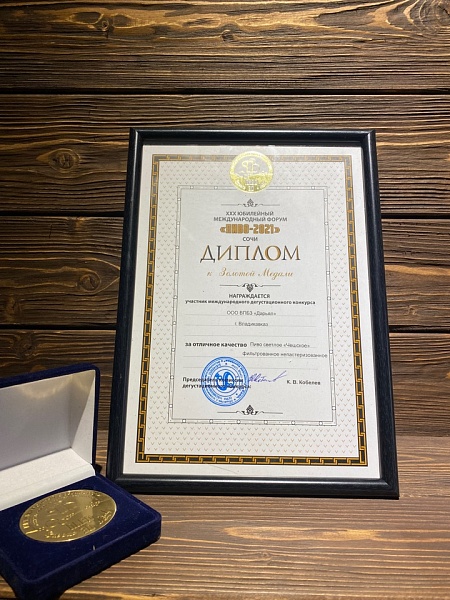 XXX ЮБИЛЕЙНЫЙ
МЕЖДУНАРОДНЫЙ ФОРУМ
«ПИВО-2021»
СОЧИ
ДИПЛОМ
к Золотой Медали
НАГРАЖДАЕТСЯ
участник международного дегустационного конкурса
ООО ВПБЗ «Дарьял»
г. Владикавказ
за отличное качество Пиво светлое «Чешское»
фильтрованное непастеризованное
дегустационной
К. В. Кобелев